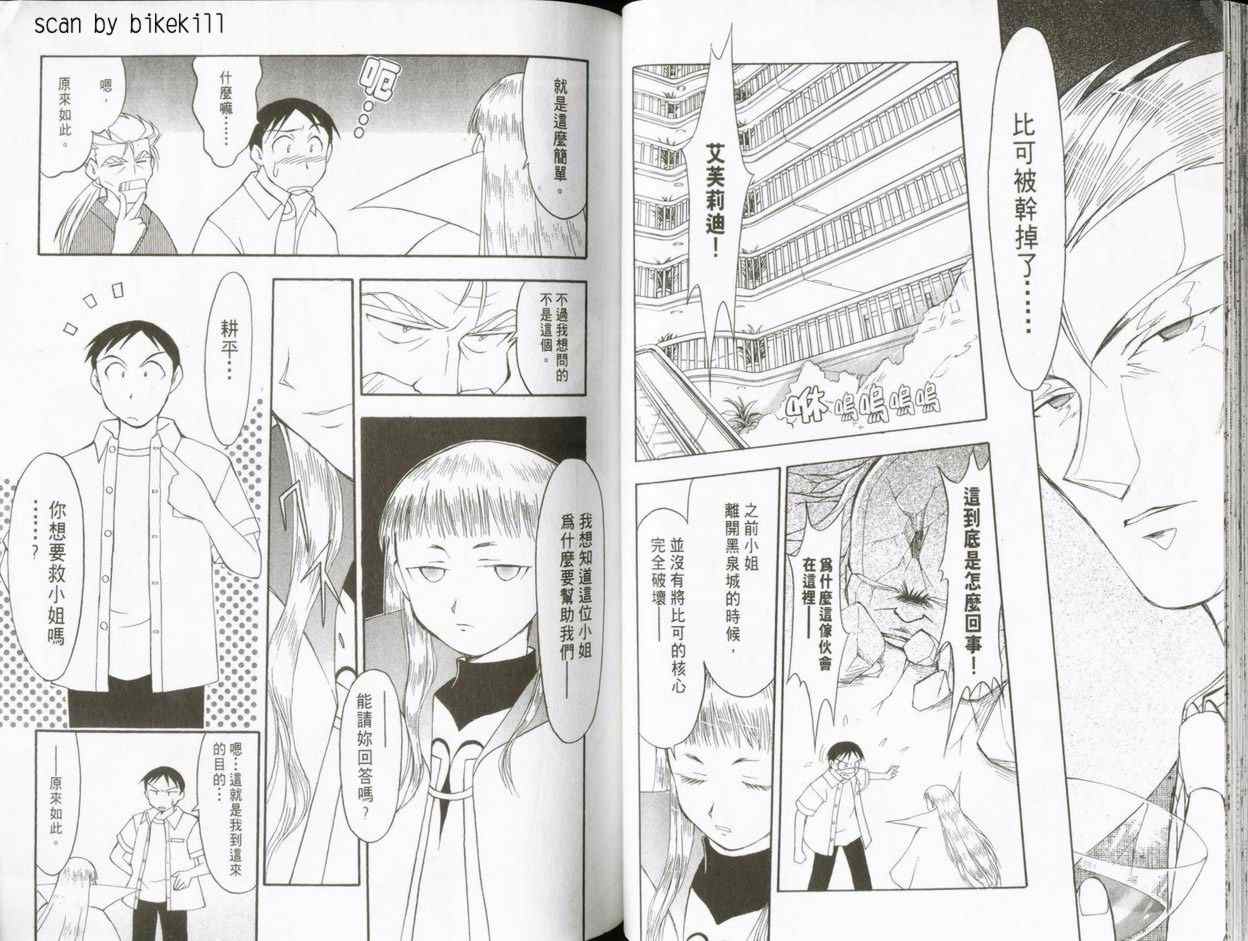 scan by bikekill
比可被幹掉了……
艾芙莉迪！
咻嗚嗚嗚嗚
這到底是怎麼回事！
為什麼這傢伙會
在這裡——
之前小姐
離開黑泉城的時候，
並沒有將比可的核心
完全破壞——
就是這麼簡單。
呃…
什麼嘛……
嗯，
原來如此。
不過我想問的
不是這個。
我想知道這位小姐
為什麼要幫助我們——
能請妳回答嗎？
耕平…
你想要救小姐嗎
……？
嗯…這就是我到這來
的目的…
——原來如此。